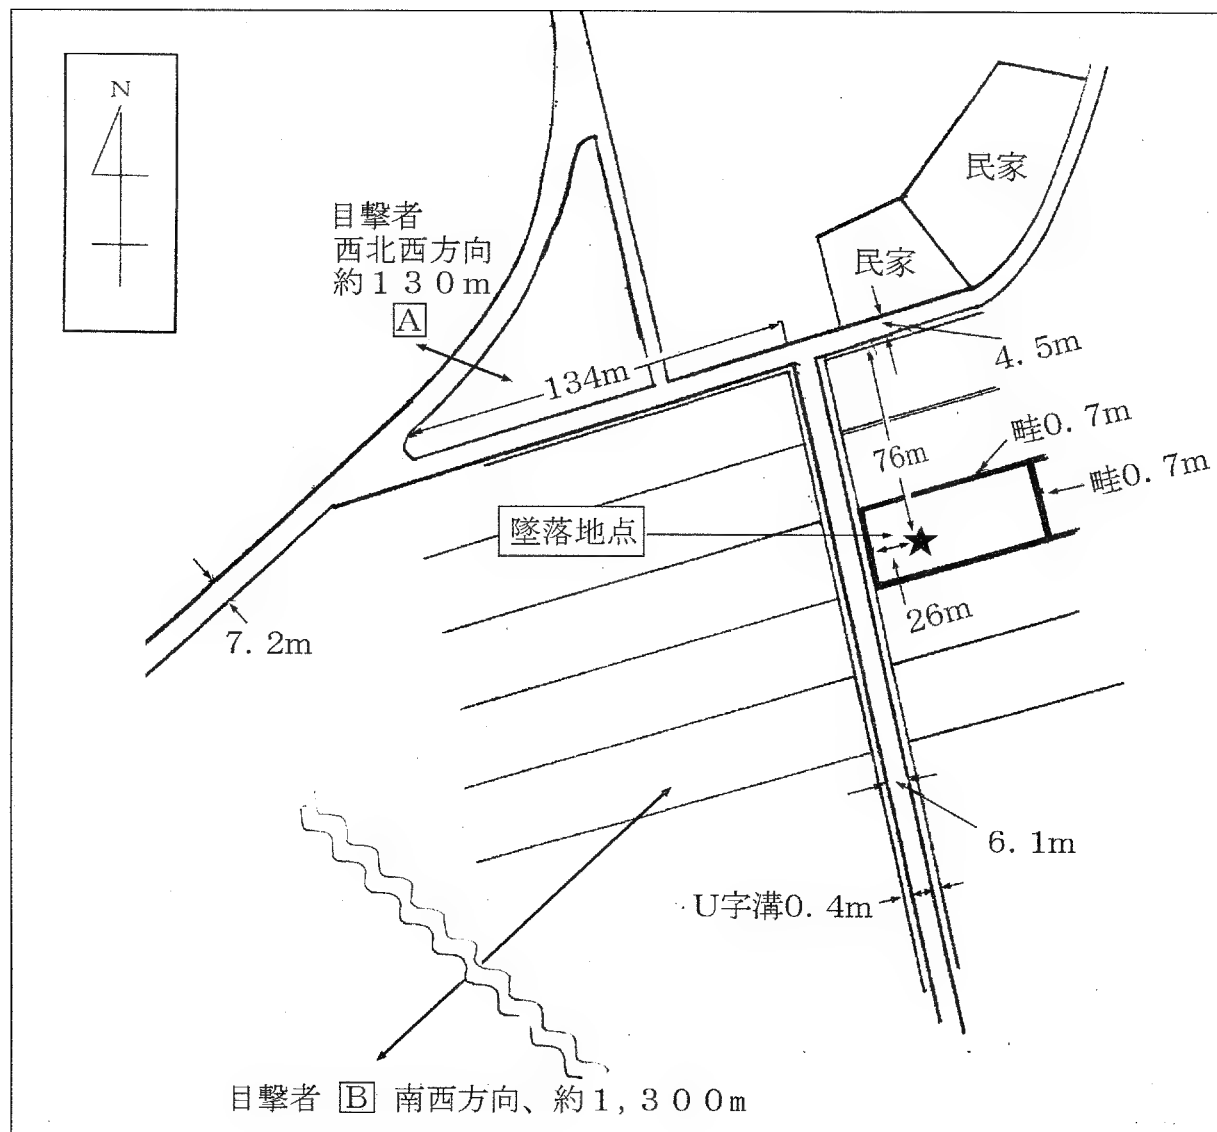 N
民家
目撃者
西北西方向
約130m
A
民家
4.5m
134m
畦0.7m
76m
畦0.7m
墜落地点
26m
7.2m
6.1m
U字溝0.4m
目撃者 B 南西方向、約1,300m